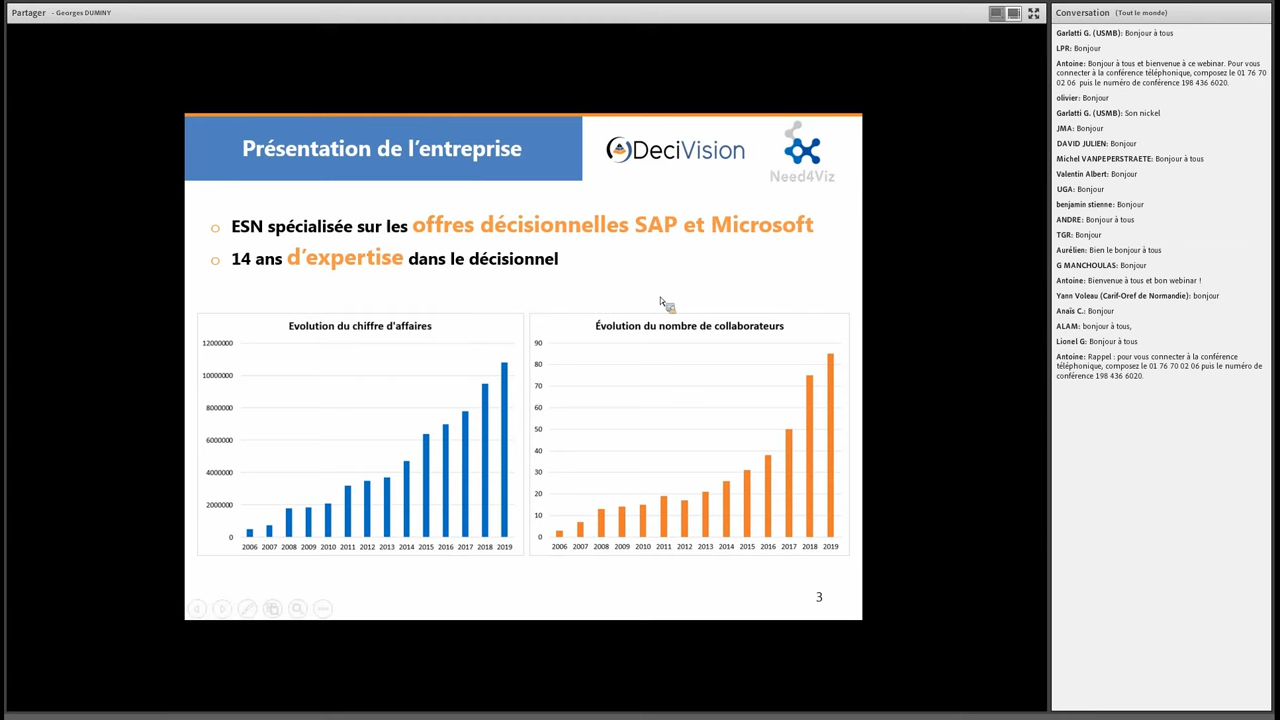 Partager - Georges DUMINY
Présentation de l'entreprise
DeciVision
Need4Viz
o ESN spécialisée sur les offres décisionnelles SAP et Microsoft
o 14 ans d'expertise dans le décisionnel
Evolution du chiffre d'affaires
12000000
10000000
8000000
6000000
4000000
2000000
0
2006 2007 2008 2009 2010 2011 2012 2013 2014 2015 2016 2017 2018 2019
Évolution du nombre de collaborateurs
90
80
70
60
50
40
30
20
10
0
2006 2007 2008 2009 2010 2011 2012 2013 2014 2015 2016 2017 2018 2019
3
Conversation (Tout le monde)
Garlatti G. (USMB): Bonjour à tous
LPR: Bonjour
Antoine: Bonjour à tous et bienvenue à ce webinar. Pour vous
connecter à la conférence téléphonique, composez le 01 76 70
02 06 puis le numéro de conférence 198 436 6020.
olivier: Bonjour
Garlatti G. (USMB): Son nickel
JMA: Bonjour
DAVID JULIEN: Bonjour
Michel VANPEPERSTRAETE: Bonjour à tous
Valentin Albert: Bonjour
UGA: Bonjour
benjamin stienne: Bonjour
ANDRE: Bonjour à tous
TGR: Bonjour
Aurélien: Bien le bonjour à tous
G MANCHOULAS: Bonjour
Antoine: Bienvenue à tous et bon webinar !
Yann Voleau (Carif-Oref de Normandie): bonjour
Anaïs C.: Bonjour
ALAM: bonjour à tous,
Lionel G: Bonjour à tous
Antoine: Rappel : pour vous connecter à la conférence
téléphonique, composez le 01 76 70 02 06 puis le numéro de
conférence 198 436 6020.